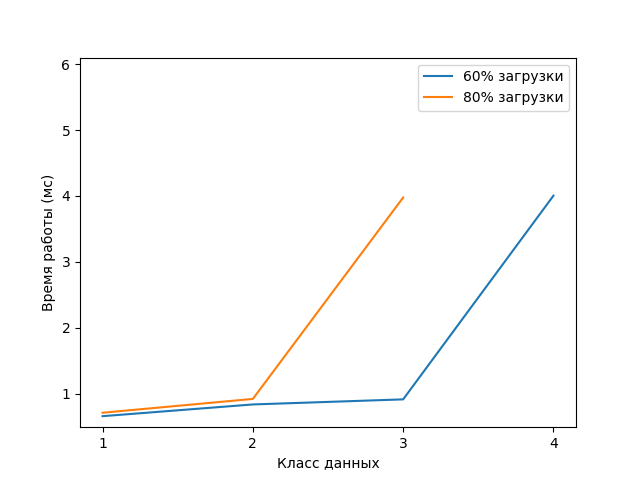 60% загрузки
80% загрузки
6
5
4
3
2
1
Время работы (мс)
1 2 3 4
Класс данных